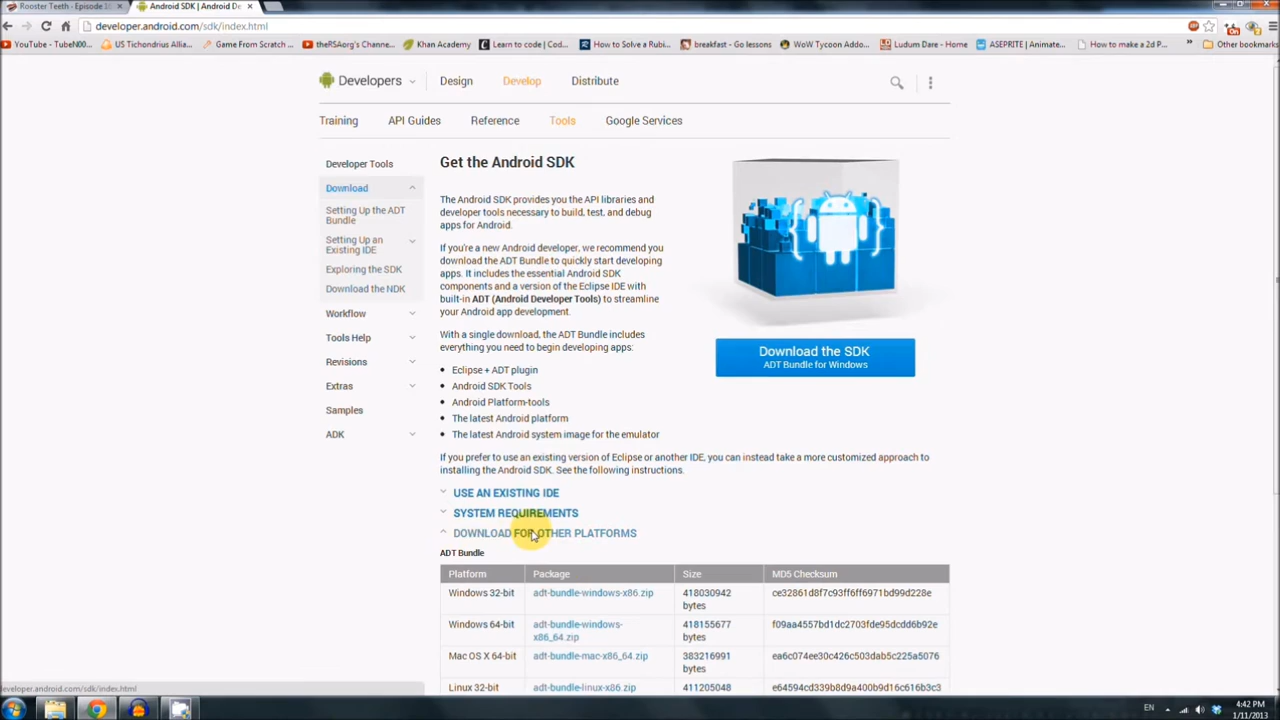 Rooster Teeth - Episode 1
Android SDK | Android De
developer.android.com/sdk/index.html
YouTube - TubeN00... US Tichondrius Allia... Game From Scratch ... theRSAorg's Channe... Khan Academy Learn to code | Cod... How to Solve a Rubi... breakfast - Go lessons WoW Tycoon Addo... Ludum Dare - Home ASEPRITE | Animate... How to make a 2d P... » Other bookmarks
Developers Design Develop Distribute
Training API Guides Reference Tools Google Services
Developer Tools
Download
Setting Up the ADT
Bundle
Setting Up an
Existing IDE
Exploring the SDK
Download the NDK
Workflow
Tools Help
Revisions
Extras
Samples
ADK
Get the Android SDK
The Android SDK provides you the API libraries and
developer tools necessary to build, test, and debug
apps for Android.
If you're a new Android developer, we recommend you
download the ADT Bundle to quickly start developing
apps. It includes the essential Android SDK
components and a version of the Eclipse IDE with
built-in ADT (Android Developer Tools) to streamline
your Android app development.
With a single download, the ADT Bundle includes
everything you need to begin developing apps:
• Eclipse + ADT plugin
• Android SDK Tools
• Android Platform-tools
• The latest Android platform
• The latest Android system image for the emulator
Download the SDK
ADT Bundle for Windows
If you prefer to use an existing version of Eclipse or another IDE, you can instead take a more customized approach to
installing the Android SDK. See the following instructions.
USE AN EXISTING IDE
SYSTEM REQUIREMENTS
DOWNLOAD FOR OTHER PLATFORMS
ADT Bundle
Platform Package Size MD5 Checksum
Windows 32-bit adt-bundle-windows-x86.zip 418030942 ce32861d8f7c93ff6ff6971bd99d228e
bytes
Windows 64-bit adt-bundle-windows- 418155677 f09aa4557bd1dc2703fde95dcdd6b92e
x86_64.zip bytes
Mac OS X 64-bit adt-bundle-mac-x86_64.zip 383216991 ea6c074ee30c426c503dab5c225a5076
bytes
Linux 32-bit adt-bundle-linux-x86.zip 411205048 e64594cd339b8d9a400b9d16c616b3c3
developer.android.com/sdk/index.html
EN 4:42 PM
1/11/2013